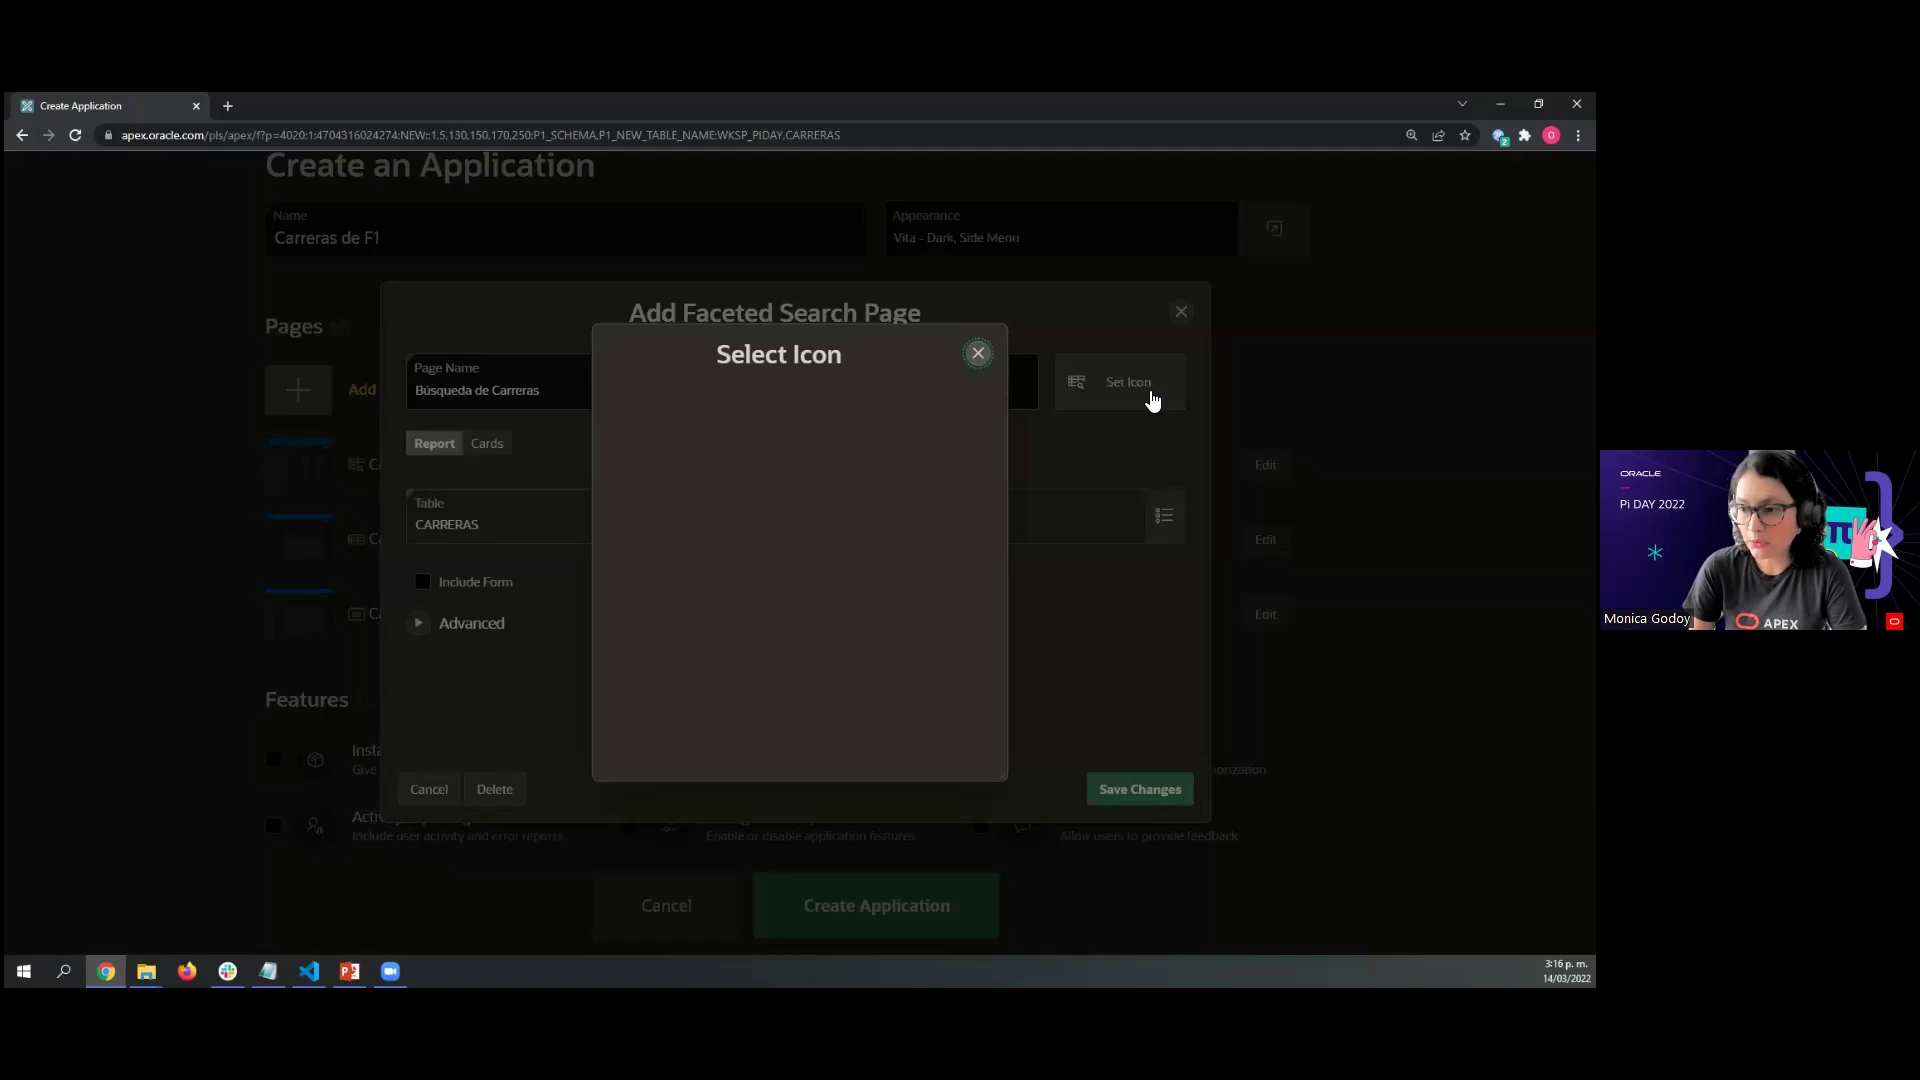 Create Application
apex.oracle.com/pls/apex/f?p=4020:1:4704316024274:NEW::1,5,130,150,170,250:P1_SCHEMA,P1_NEW_TABLE_NAME:WKSP_PIDAY,CARRERAS
2
O
Create an Application
Name
Carreras de F1
Appearance
Vita - Dark, Side Menu
Add Faceted Search Page
Pages
Select Icon
Page Name
Búsqueda de Carreras
Set Icon
Add
Report Cards
Edit
Table
CARRERAS
Edit
Include Form
Edit
Advanced
Features
Cancel
Delete
Save Changes
Include user activity and error reports
Enable or disable application features
Allow users to provide feedback
Cancel
Create Application
3:16 p. m.
14/03/2022
ORACLE
Pi DAY 2022
Monica Godoy
APEX